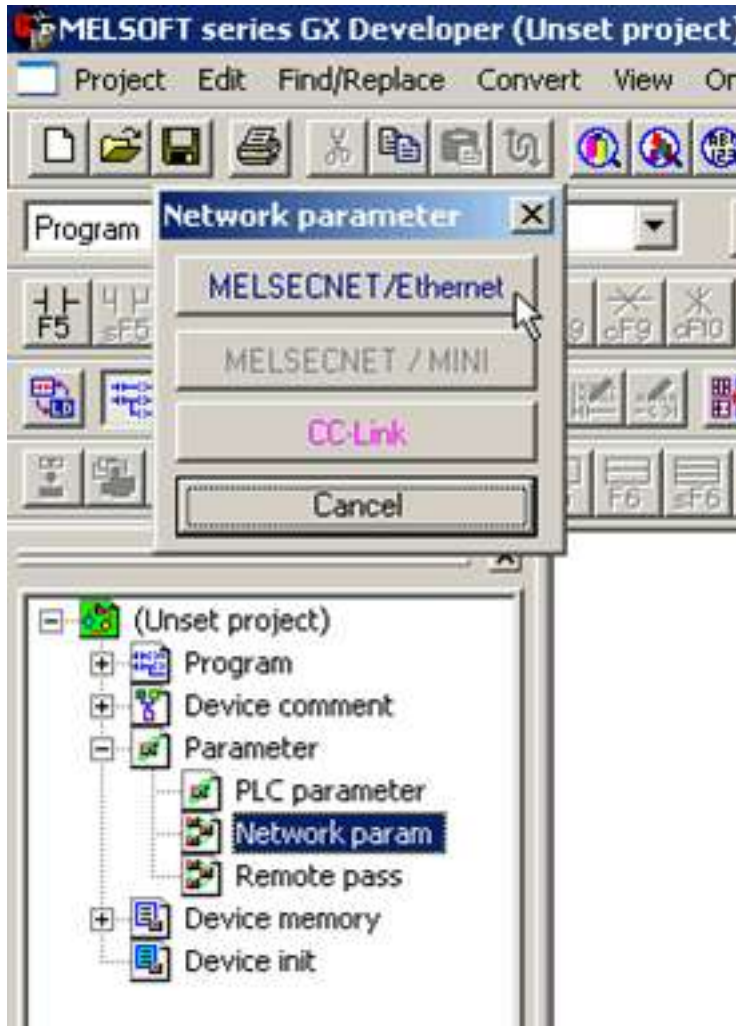 MELSOFT series GX Developer (Unset project)
Project Edit Find/Replace Convert View
Program
Network parameter
MELSECNET/Ethernet
F5 sF5 cF9 cF10
MELSECNET / MINI
CC-Link
Cancel
F6 sF6
(Unset project)
Program
Device comment
Parameter
PLC parameter
Network param
Remote pass
Device memory
Device init